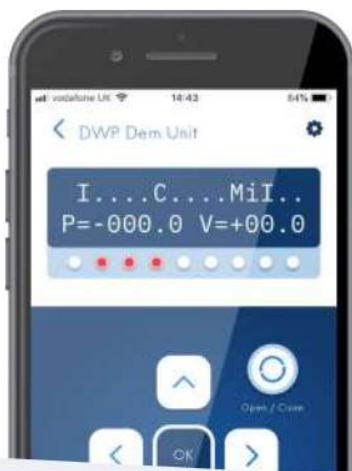 vodafone UK 14:43 84%
DWP Dem Unit
I....C....MiI..
P=-000.0 V=+00.0
Open / Close
OK